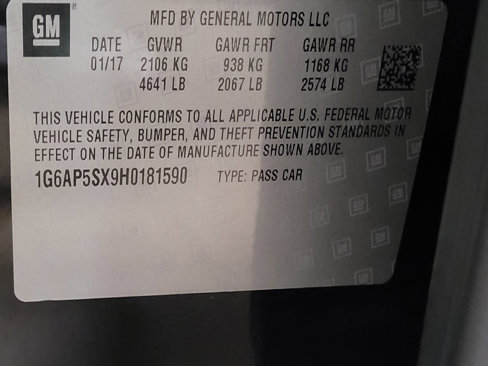 GM
MFD BY GENERAL MOTORS LLC
DATE GVWR GAWR FRT GAWR RR
01/17 2106 KG 938 KG 1168 KG
4641 LB 2067 LB 2574 LB
THIS VEHICLE CONFORMS TO ALL APPLICABLE U.S. FEDERAL MOTOR
VEHICLE SAFETY, BUMPER, AND THEFT PREVENTION STANDARDS IN
EFFECT ON THE DATE OF MANUFACTURE SHOWN ABOVE.
1G6AP5SX9H0181590 TYPE: PASS CAR